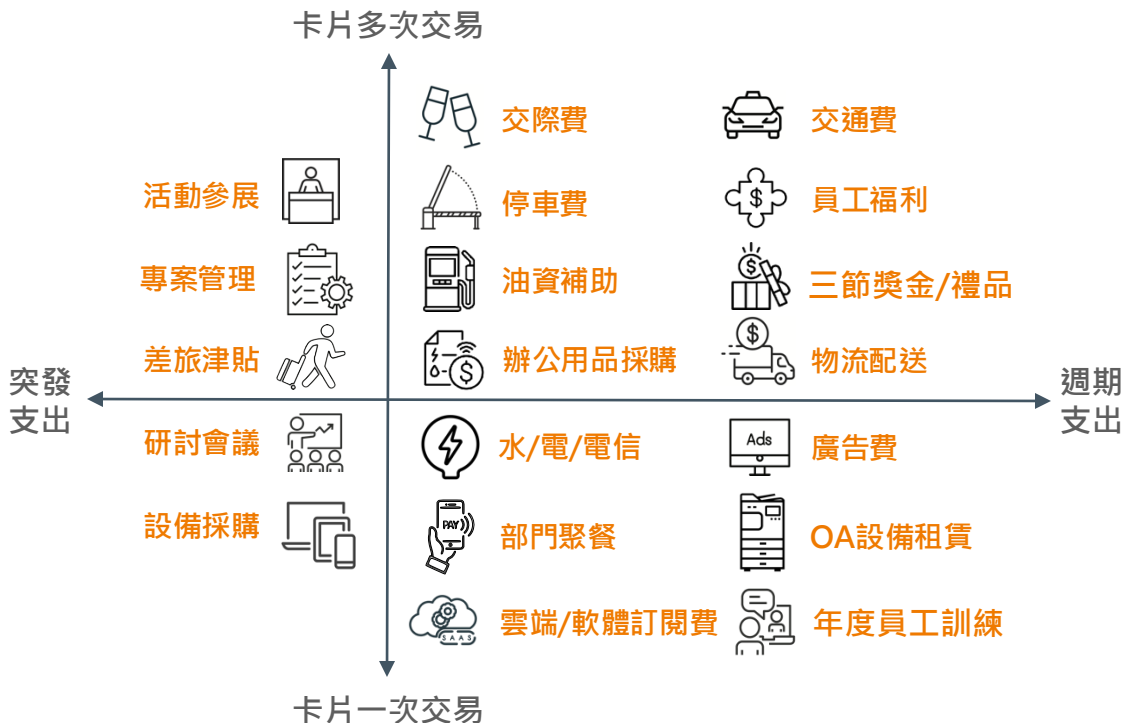 卡片多次交易
交際費
交通費
活動參展
停車費
員工福利
$
專案管理
油資補助
$
三節獎金/禮品
差旅津貼
$
辦公用品採購
$
物流配送
突發
支出
週期
支出
研討會議
水/電/電信
Ads
廣告費
設備採購
PAY
部門聚餐
OA設備租賃
SAAS
雲端/軟體訂閱費
年度員工訓練
卡片一次交易